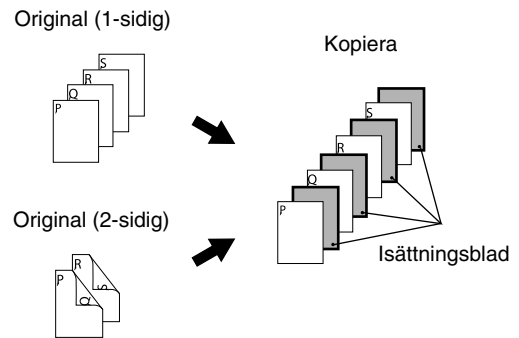 Original (1-sidig)
S
R
Q
P
Kopiera
S
R
Q
P
Isättningsblad
Original (2-sidig)
R
P
S
Q